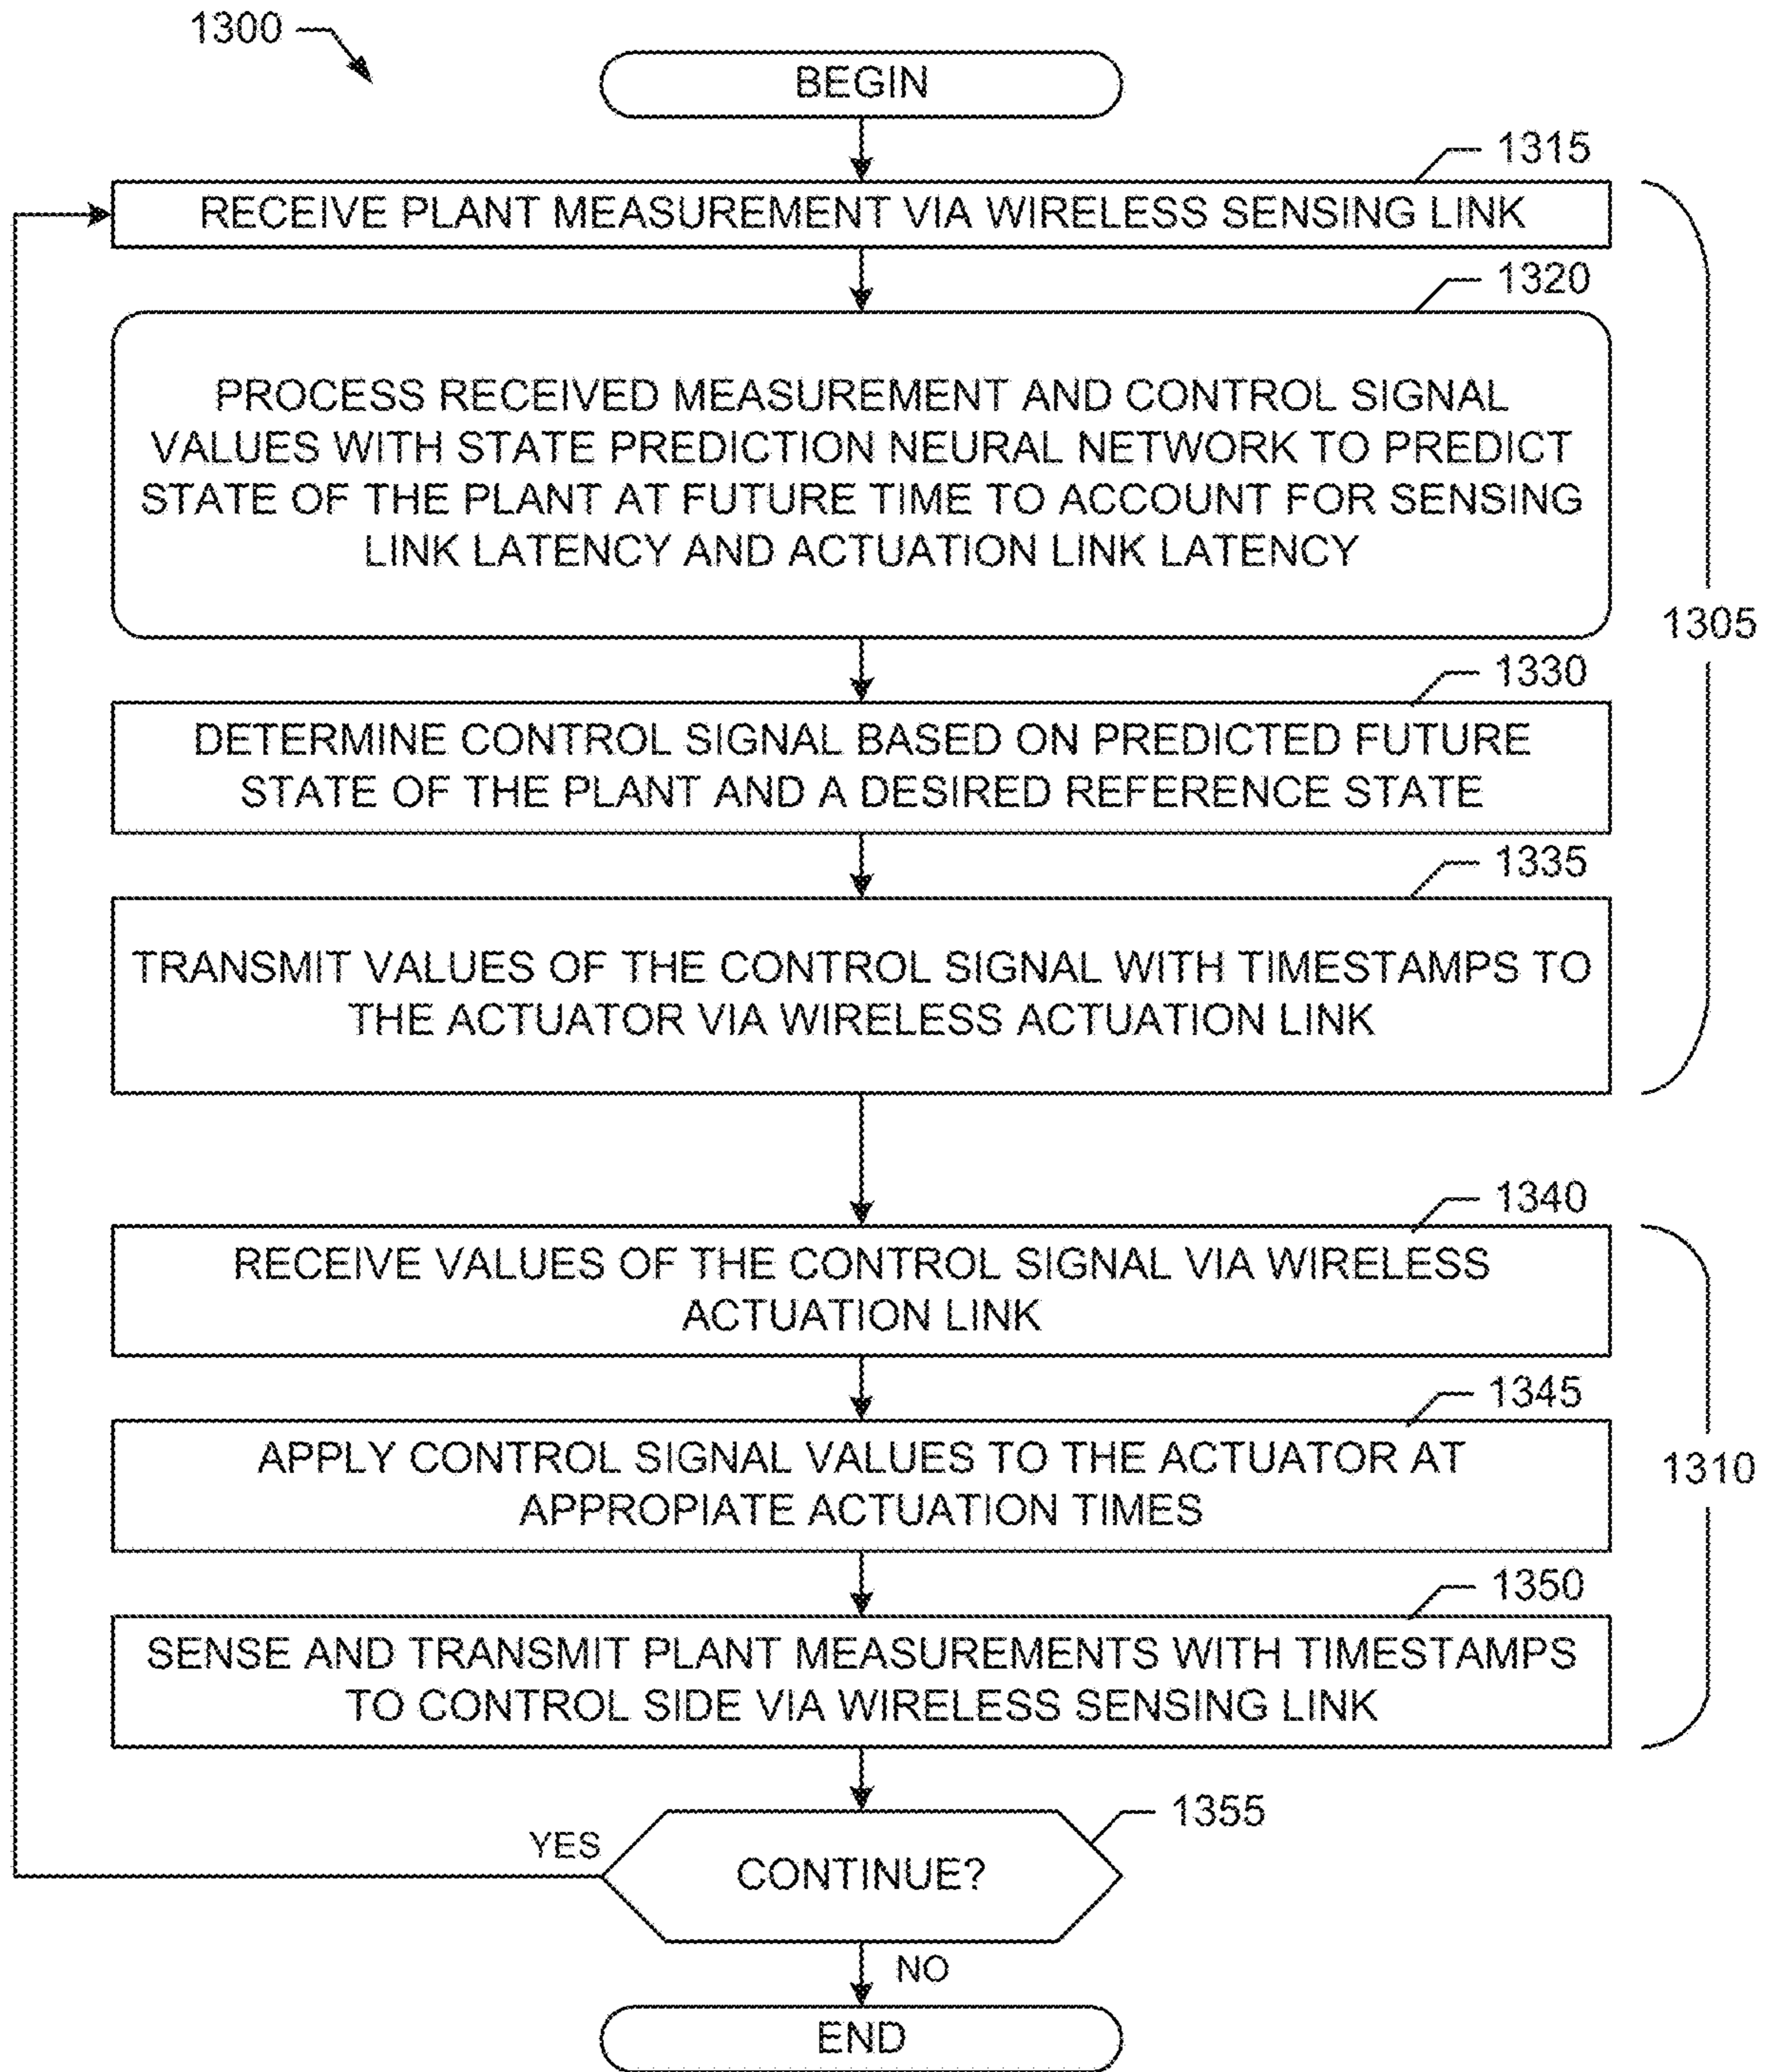 1300
BEGIN
1315
RECEIVE PLANT MEASUREMENT VIA WIRELESS SENSING LINK
1320
PROCESS RECEIVED MEASUREMENT AND CONTROL SIGNAL
VALUES WITH STATE PREDICTION NEURAL NETWORK TO PREDICT
STATE OF THE PLANT AT FUTURE TIME TO ACCOUNT FOR SENSING
LINK LATENCY AND ACTUATION LINK LATENCY
1305
1330
DETERMINE CONTROL SIGNAL BASED ON PREDICTED FUTURE
STATE OF THE PLANT AND A DESIRED REFERENCE STATE
1335
TRANSMIT VALUES OF THE CONTROL SIGNAL WITH TIMESTAMPS TO
THE ACTUATOR VIA WIRELESS ACTUATION LINK
1340
RECEIVE VALUES OF THE CONTROL SIGNAL VIA WIRELESS
ACTUATION LINK
1345
APPLY CONTROL SIGNAL VALUES TO THE ACTUATOR AT
APPROPIATE ACTUATION TIMES
1310
1350
SENSE AND TRANSMIT PLANT MEASUREMENTS WITH TIMESTAMPS
TO CONTROL SIDE VIA WIRELESS SENSING LINK
1355
YES
CONTINUE?
NO
END